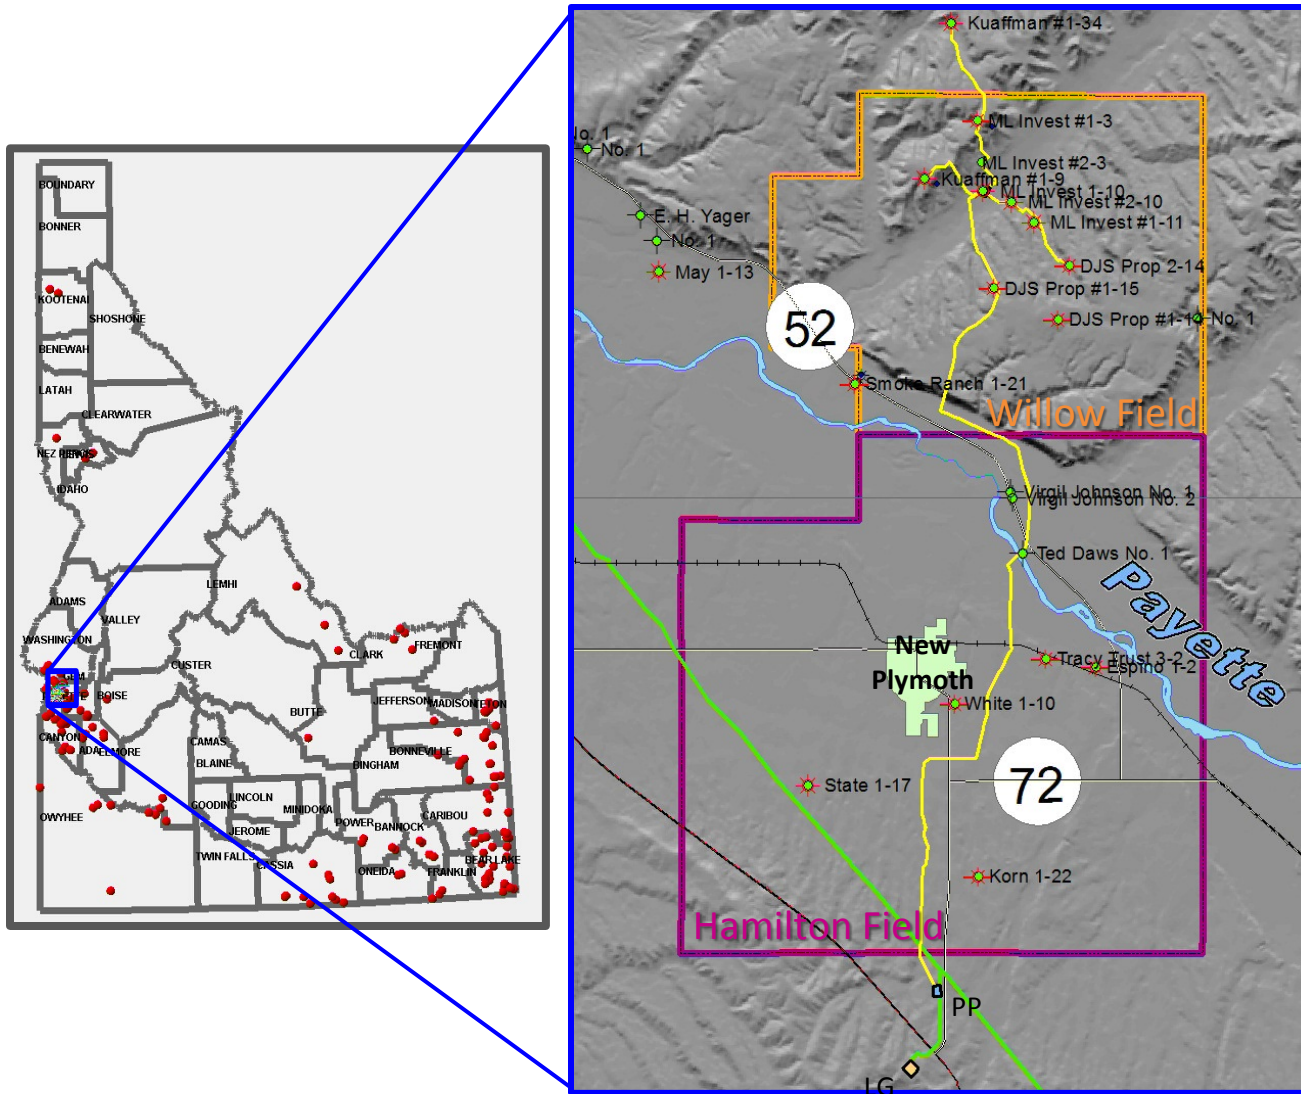 BOUNDARY
BONNER
KOOTENAI
SHOSHONE
BENEWAH
LATAH
CLEARWATER
NEZ
IDAHO
LEMHI
ADAMS
VALLEY
WASHINGTON
CUSTER
CLARK
FREMONT
BOISE
BUTTE
JEFFERSON
MADISON
CANYON
ADA
ELMORE
CAMAS
BLAINE
BONNEVILLE
BINGHAM
GOODING
LINCOLN
MINIDOKA
OWYHEE
JEROME
POWER
BANNOCK
CARIBOU
TWIN FALLS
CASSIA
ONEIDA
FRANKLIN
BEAR LAKE
Kuaffman #1-34
ML Invest #1-3
No. 1
No. 1
ML Invest #2-3
Kuaffman #1-9
ML Invest 1-10
ML Invest #2-10
ML Invest #1-11
E. H. Yager
No. 1
May 1-13
DJS Prop 2-14
DJS Prop #1-15
DJS Prop #1-1
No. 1
52
Smoke Ranch 1-21
Willow Field
Virgil Johnson No. 1
Virgil Johnson No. 2
Ted Daws No. 1
Payette
New
Plymoth
Tracy Trust 3-2
Espino 1-2
White 1-10
72
State 1-17
Korn 1-22
Hamilton Field
PP
LG